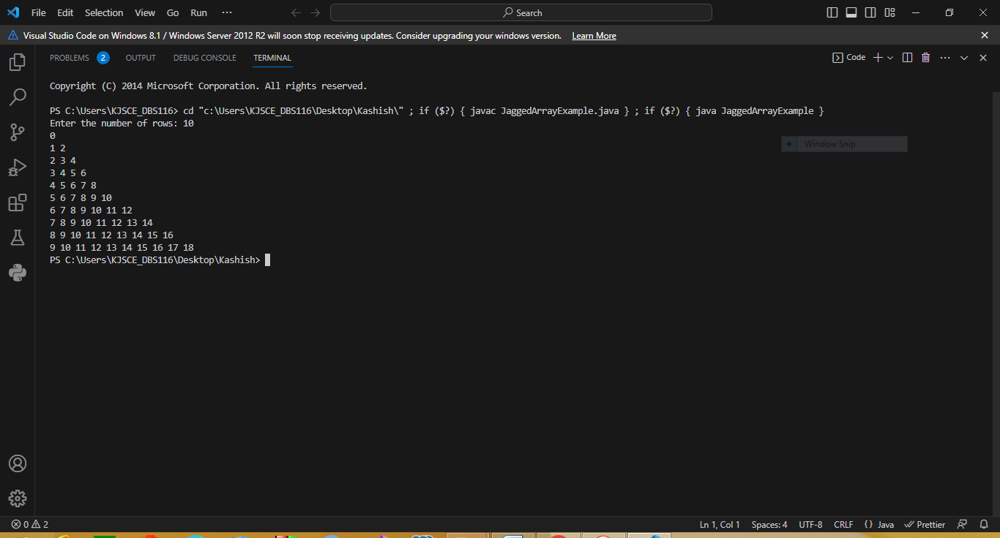 File Edit Selection View Go Run ··· Search
Visual Studio Code on Windows 8.1 / Windows Server 2012 R2 will soon stop receiving updates. Consider upgrading your windows version. Learn More
PROBLEMS 2 OUTPUT DEBUG CONSOLE TERMINAL Code
Copyright (C) 2014 Microsoft Corporation. All rights reserved.
PS C:\Users\KJSCE_DBS116> cd "c:\Users\KJSCE_DBS116\Desktop\Kashish\" ; if ($?) { javac JaggedArrayExample.java } ; if ($?) { java JaggedArrayExample }
Enter the number of rows: 10
0
Window Snip
1 2
2 3 4
3 4 5 6
4 5 6 7 8
5 6 7 8 9 10
6 7 8 9 10 11 12
7 8 9 10 11 12 13 14
8 9 10 11 12 13 14 15 16
9 10 11 12 13 14 15 16 17 18
PS C:\Users\KJSCE_DBS116\Desktop\Kashish>
0 2 Ln 1, Col 1 Spaces: 4 UTF-8 CRLF {} Java Prettier